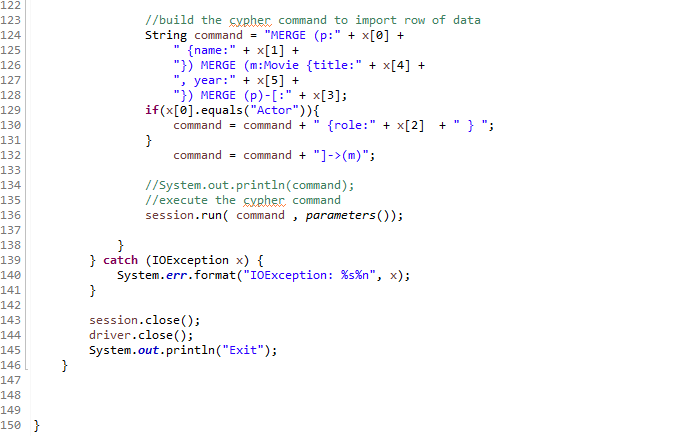 122
123 //build the cypher command to import row of data
124 String command = "MERGE (p:" + x[0] +
125 " {name:" + x[1] +
126 "}) MERGE (m:Movie {title:" + x[4] +
127 ", year:" + x[5] +
128 "}) MERGE (p)-[:" + x[3];
129 if(x[0].equals("Actor")){
130 command = command + " {role:" + x[2]  + " } ";
131 }
132 command = command + "]->(m)";
133
134 //System.out.println(command);
135 //execute the cypher command
136 session.run( command , parameters());
137
138 }
139 } catch (IOException x) {
140 System.err.format("IOException: %s%n", x);
141 }
142
143 session.close();
144 driver.close();
145 System.out.println("Exit");
146 }
147
148
149
150 }